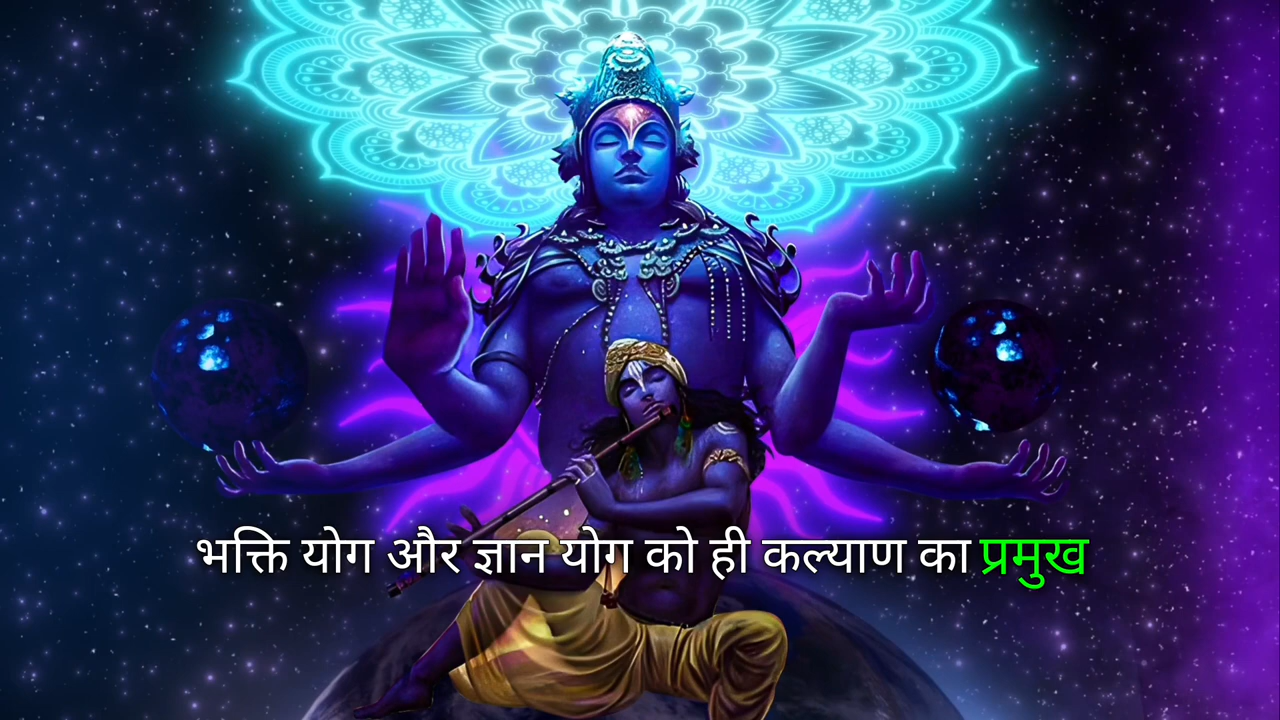 भक्ति योग और ज्ञान योग को ही कल्याण का प्रमुख